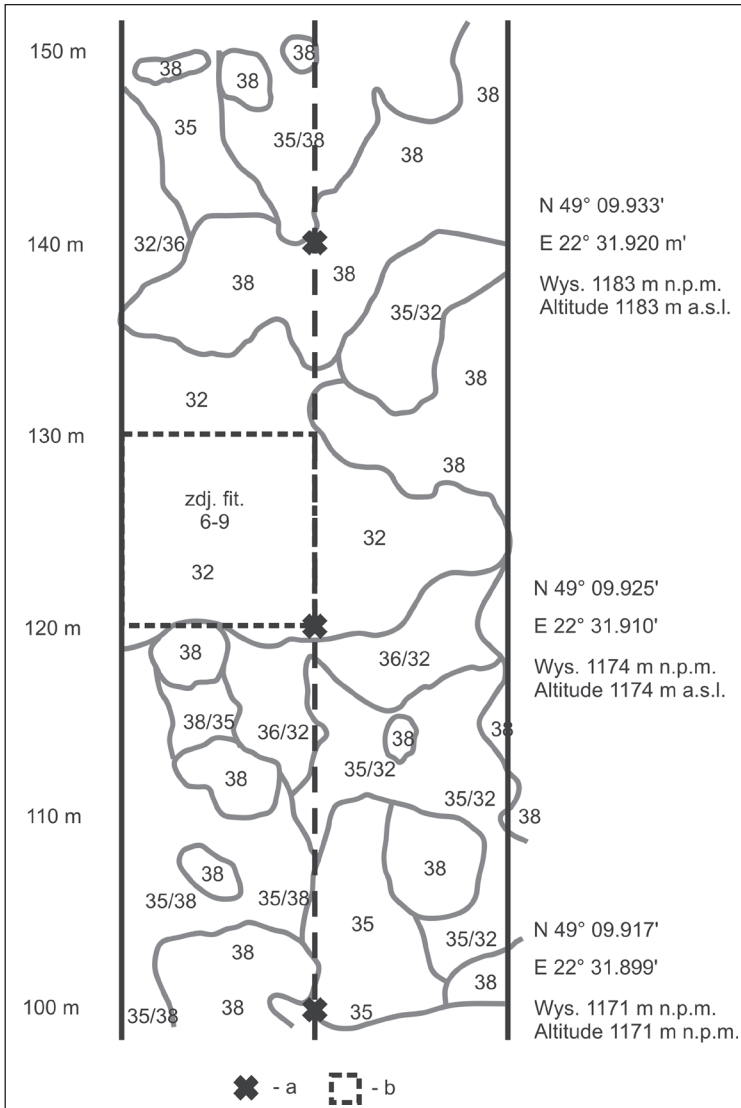 150 m
38
38
38
38
35
35/38
38
N 49° 09.933'
140 m
32/36
E 22° 31.920 m'
38
38
Wys. 1183 m n.p.m.
Altitude 1183 m a.s.l.
35/32
38
32
130 m
38
zdj. fit.
6-9
32
32
N 49° 09.925'
120 m
E 22° 31.910'
38
36/32
Wys. 1174 m n.p.m.
Altitude 1174 m a.s.l.
38/35
36/32
38
38
35/32
38
35/32
110 m
38
38
38
35/38
35/38
35
N 49° 09.917'
35/32
38
E 22° 31.899'
38
100 m
35/38
38
35
Wys. 1171 m n.p.m.
Altitude 1171 m n.p.m.
- a
- b